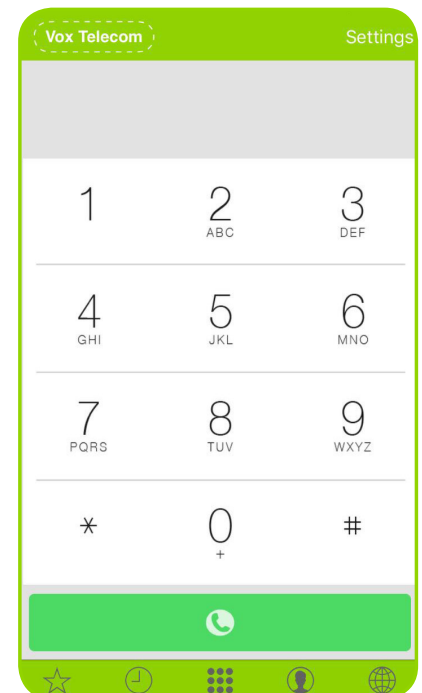 Vox Telecom Settings
1 2 3
ABC DEF
4 5 6
GHI JKL MNO
7 8 9
PQRS TUV WXYZ
* 0 #
+